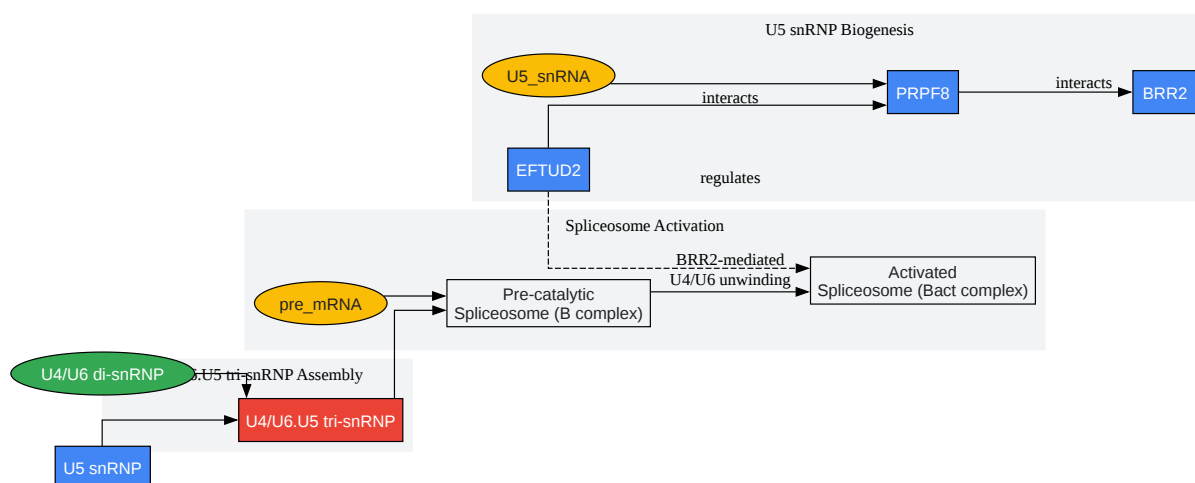 U5 snRNP Biogenesis
U5_snRNA
interacts
PRPF8
interacts
BRR2
EFTUD2
regulates
Spliceosome Activation
BRR2-mediated
U4/U6 unwinding
pre_mRNA
Pre-catalytic
Spliceosome (B complex)
Activated
Spliceosome (Bact complex)
U4/U6 di-snRNP
.U5 tri-snRNP Assembly
U4/U6.U5 tri-snRNP
U5 snRNP